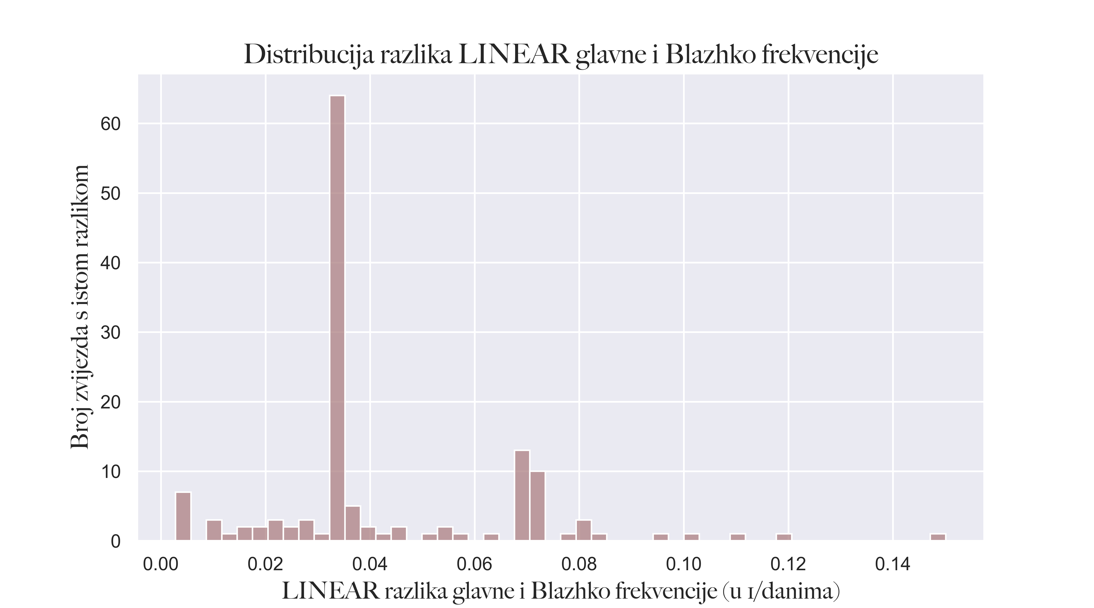 Distribucija razlika LINEAR glavne i Blazhko frekvencije
Broj zvijezda s istom razlikom
60
50
40
30
20
10
0
0.00 0.02 0.04 0.06 0.08 0.10 0.12 0.14
LINEAR razlika glavne i Blazhko frekvencije (u 1/danima)